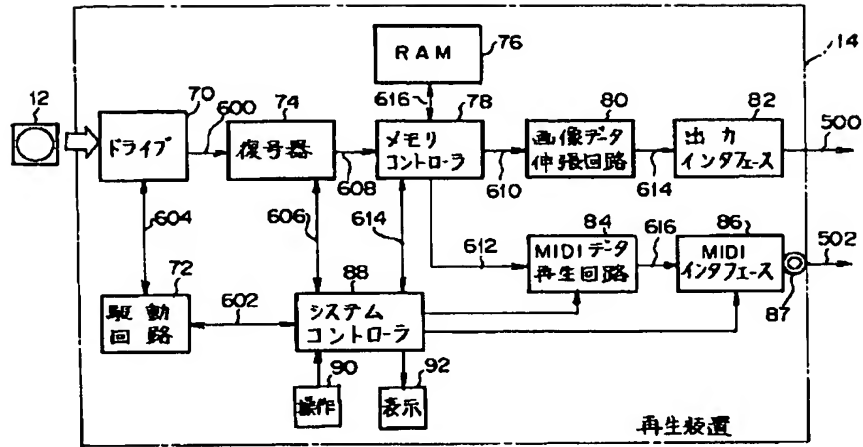 RAM
76
14
12
70
600
74
616
78
80
82
ドライブ
復号器
608
メモリ
コントローラ
610
画像データ
伸張回路
614
出力
インタフェース
500
604
606
614
612
84
616
86
502
MIDIデータ
再生回路
MIDI
インタフェース
87
72
駆動
回路
602
88
システム
コントローラ
90
操作
92
表示
再生装置